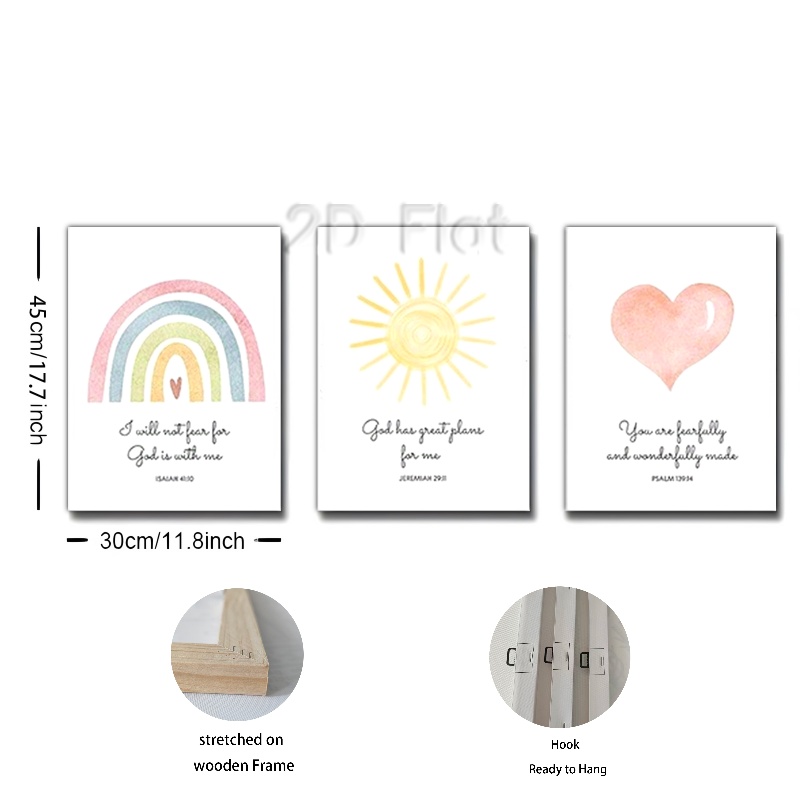 2D Flat
45cm/17.7inch
I will not fear for
God is with me
ISAIAH 41:10
God has great plans
for me
JEREMIAH 29:11
You are fearfully
and wonderfully made
PSALM 139:14
30cm/11.8inch
stretched on
wooden Frame
Hook
Ready to Hang